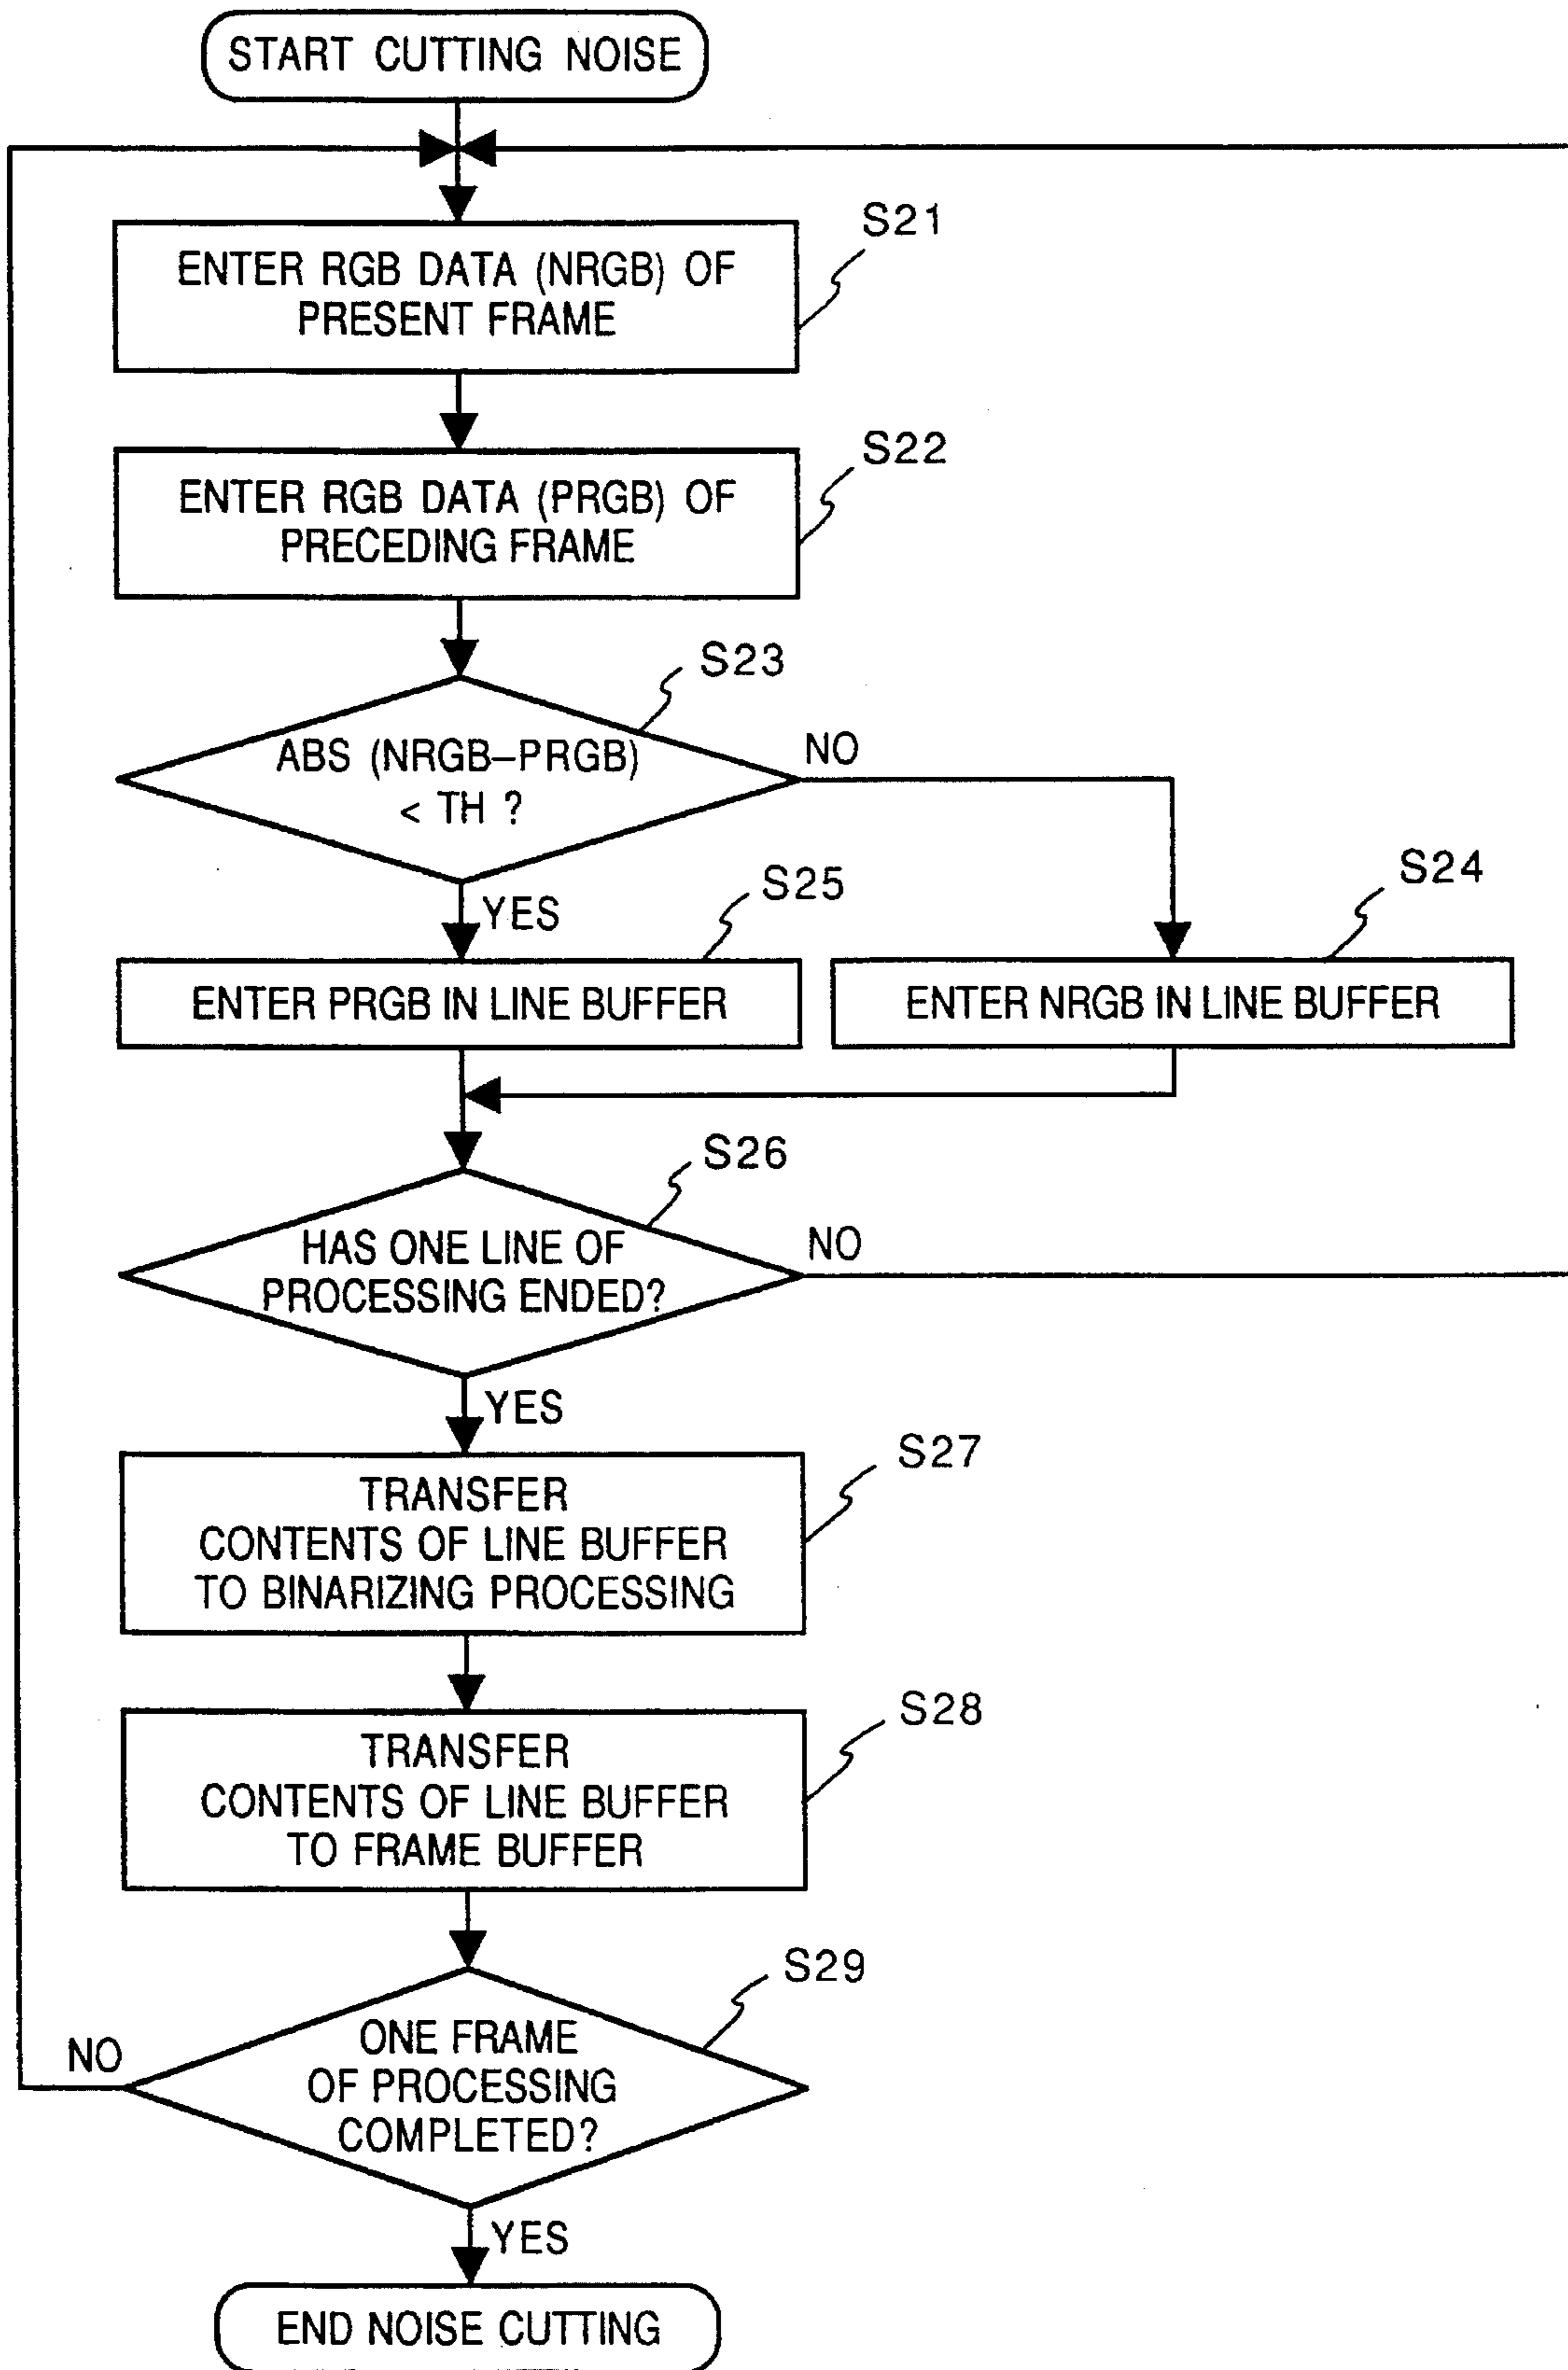 START CUTTING NOISE
S21
ENTER RGB DATA (NRGB) OF
PRESENT FRAME
S22
ENTER RGB DATA (PRGB) OF
PRECEDING FRAME
S23
ABS (NRGB–PRGB)
< TH ?
NO
YES
S25
S24
ENTER PRGB IN LINE BUFFER
ENTER NRGB IN LINE BUFFER
S26
HAS ONE LINE OF
PROCESSING ENDED?
NO
YES
S27
TRANSFER
CONTENTS OF LINE BUFFER
TO BINARIZING PROCESSING
S28
TRANSFER
CONTENTS OF LINE BUFFER
TO FRAME BUFFER
S29
ONE FRAME
OF PROCESSING
COMPLETED?
NO
YES
END NOISE CUTTING